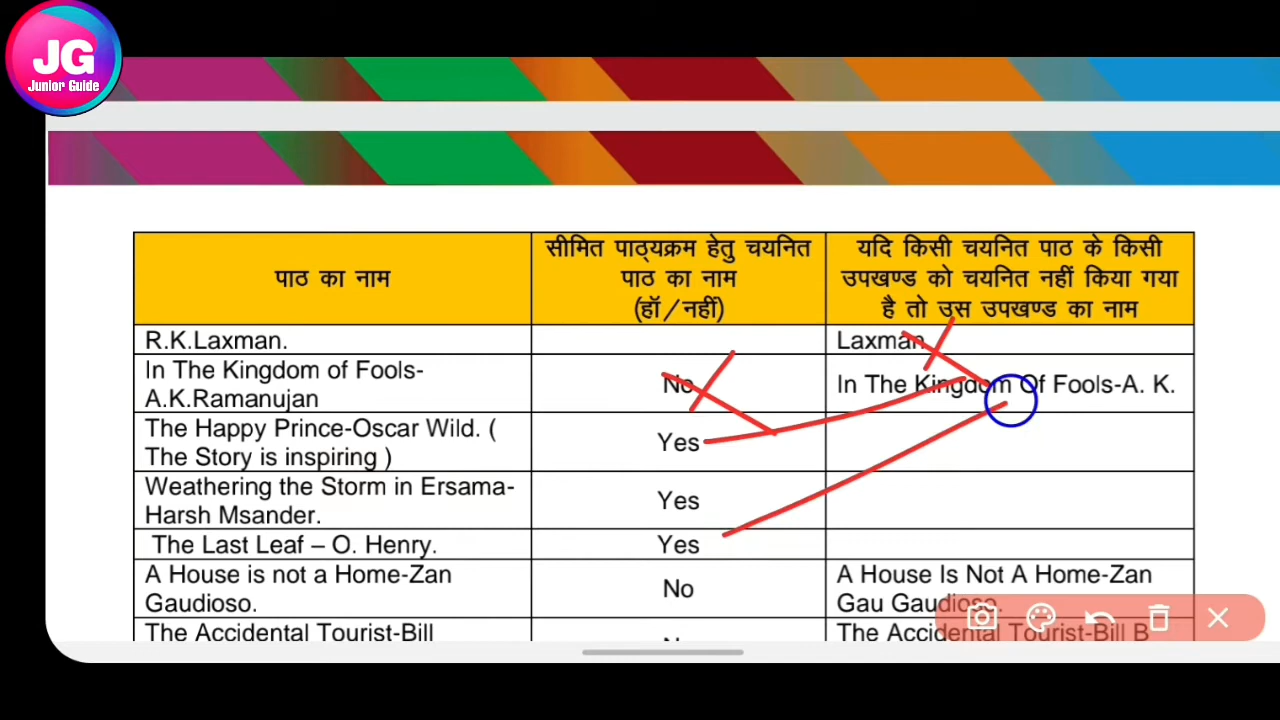 JG
Junior Guide
पाठ का नाम
सीमित पाठ्यक्रम हेतु चयनित
पाठ का नाम
(हॉ/नहीं)
यदि किसी चयनित पाठ के किसी
उपखण्ड को चयनित नहीं किया गया
है तो उस उपखण्ड का नाम
R.K.Laxman.
Laxman
In The Kingdom of Fools-
A.K.Ramanujan
No
In The Kingdom Of Fools-A. K.
The Happy Prince-Oscar Wild. (
The Story is inspiring )
Yes
Weathering the Storm in Ersama-
Harsh Msander.
Yes
The Last Leaf – O. Henry.
Yes
A House is not a Home-Zan
Gaudioso.
No
A House Is Not A Home-Zan
Gau Gaudioso.
The Accidental Tourist-Bill
The Accidental Tourist-Bill B